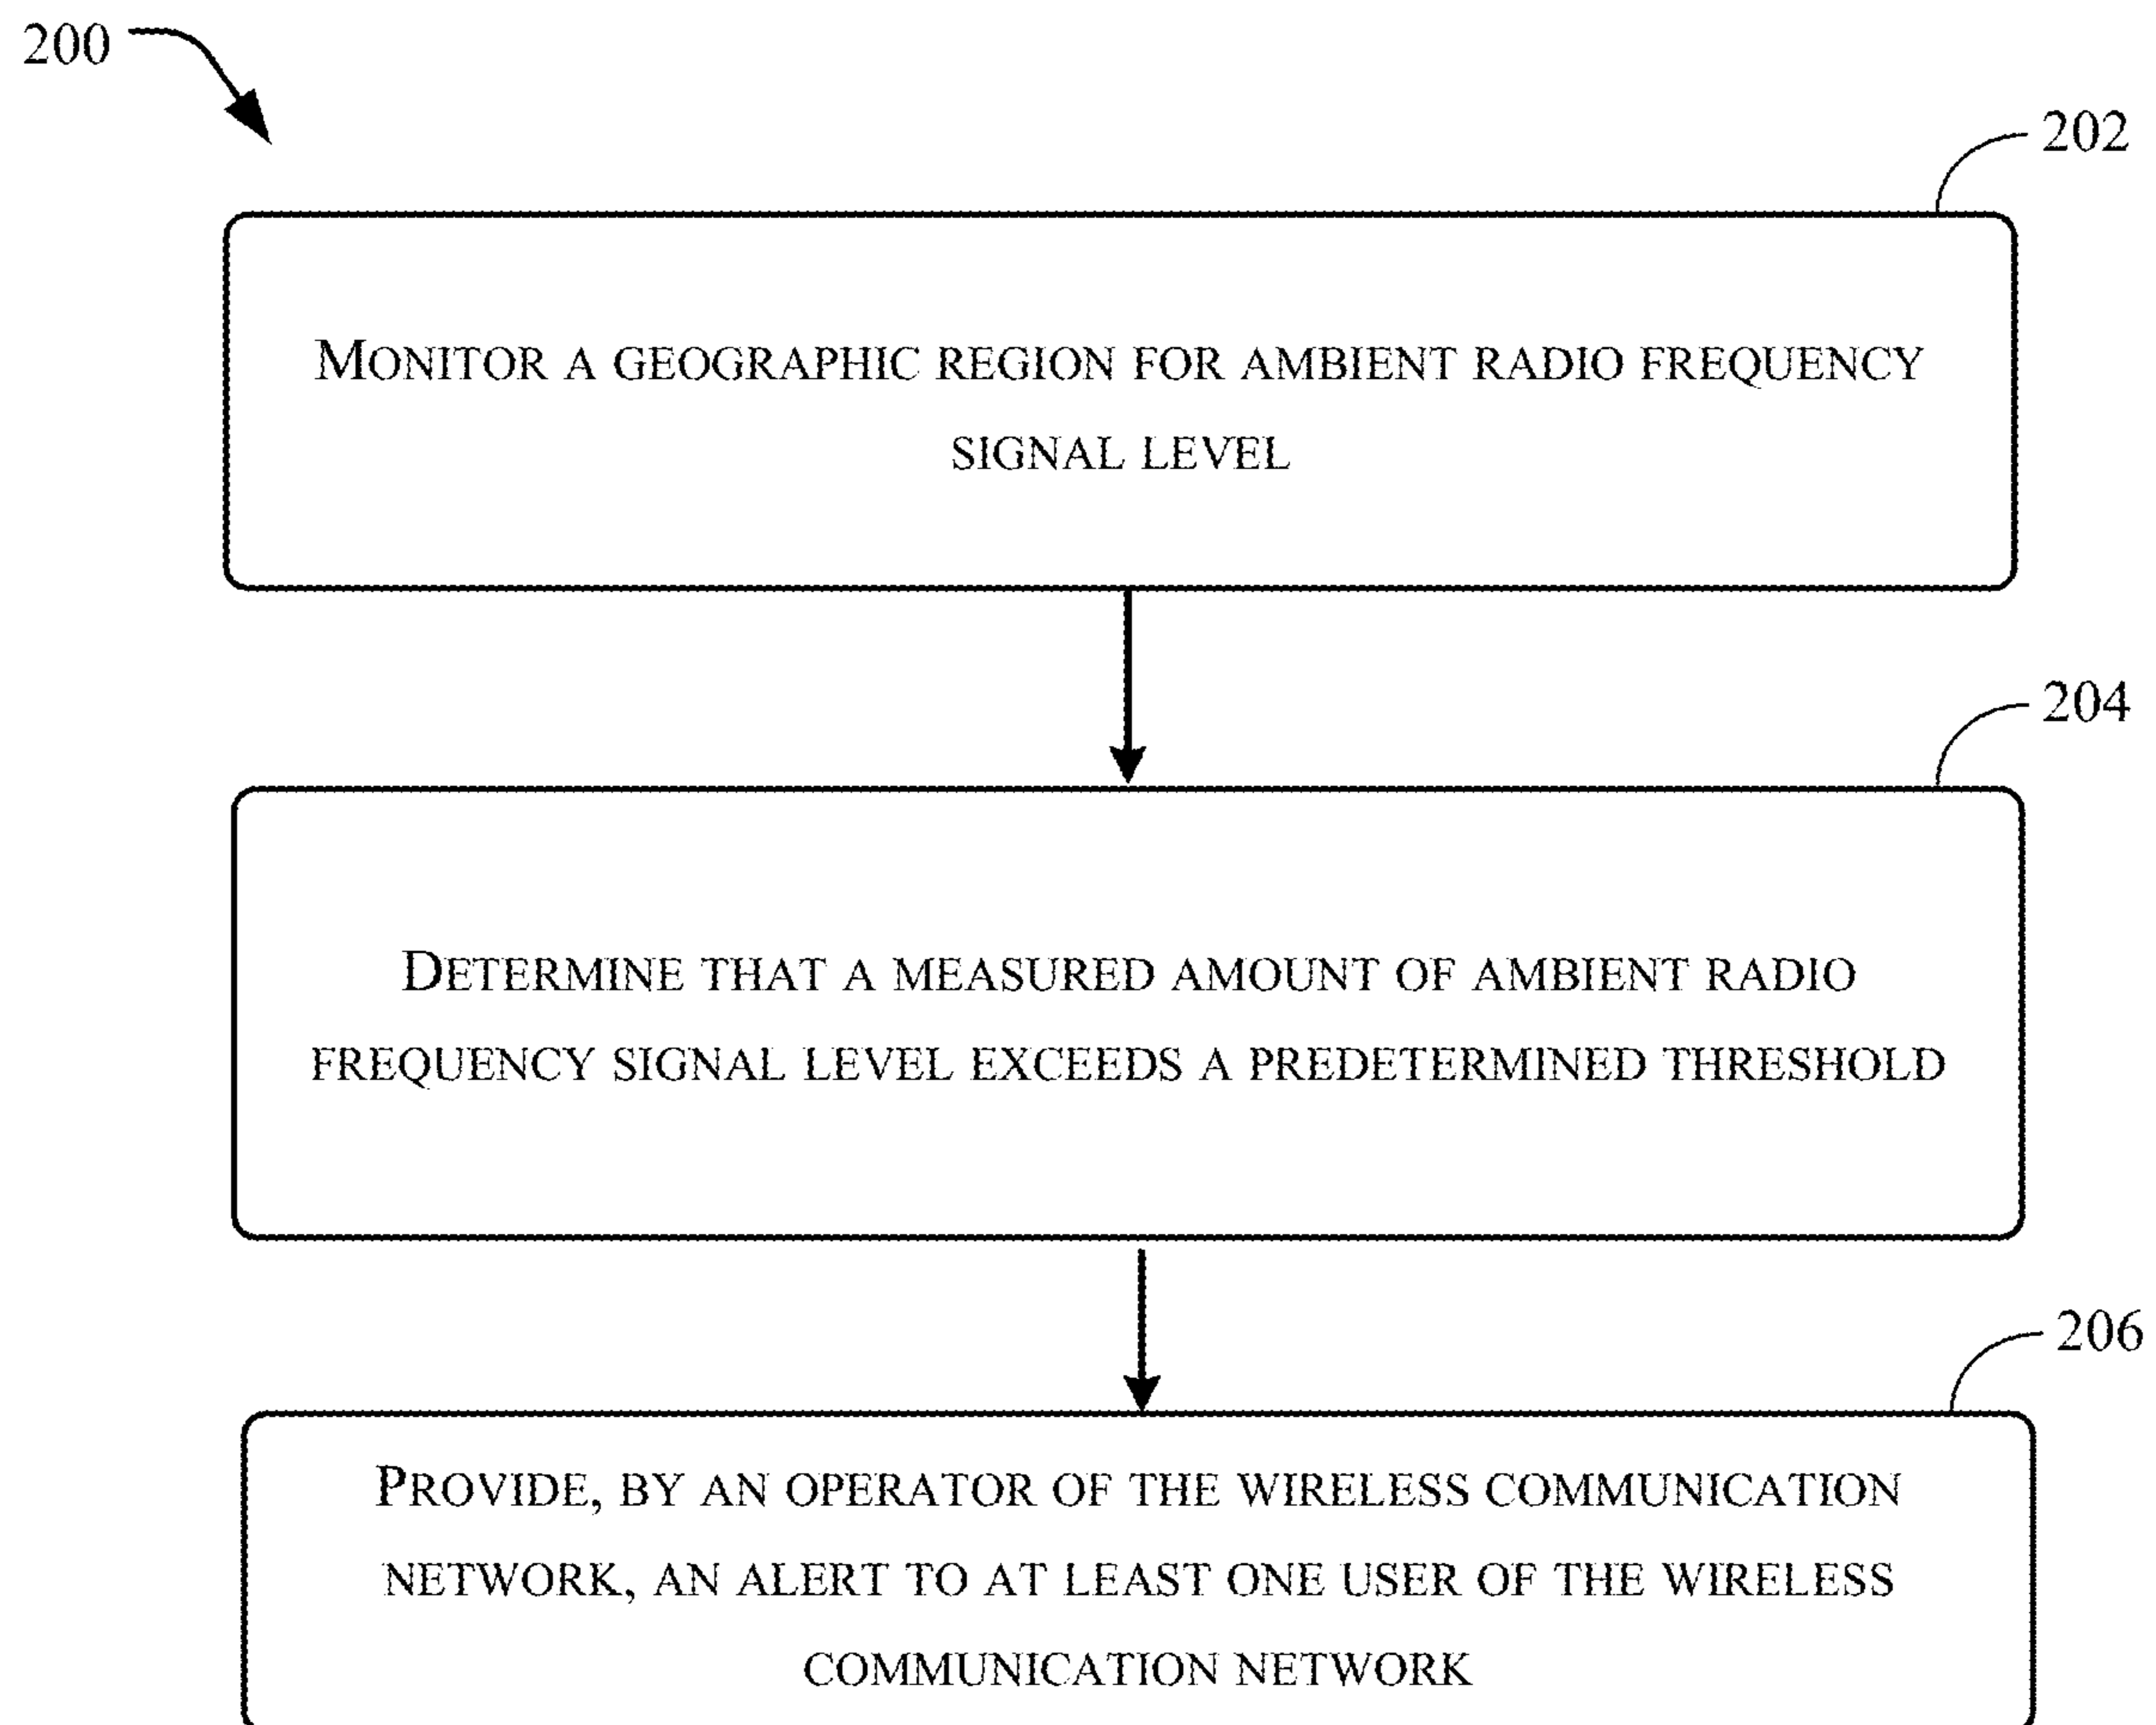 200
202
MONITOR A GEOGRAPHIC REGION FOR AMBIENT RADIO FREQUENCY
SIGNAL LEVEL
204
DETERMINE THAT A MEASURED AMOUNT OF AMBIENT RADIO
FREQUENCY SIGNAL LEVEL EXCEEDS A PREDETERMINED THRESHOLD
206
PROVIDE, BY AN OPERATOR OF THE WIRELESS COMMUNICATION
NETWORK, AN ALERT TO AT LEAST ONE USER OF THE WIRELESS
COMMUNICATION NETWORK